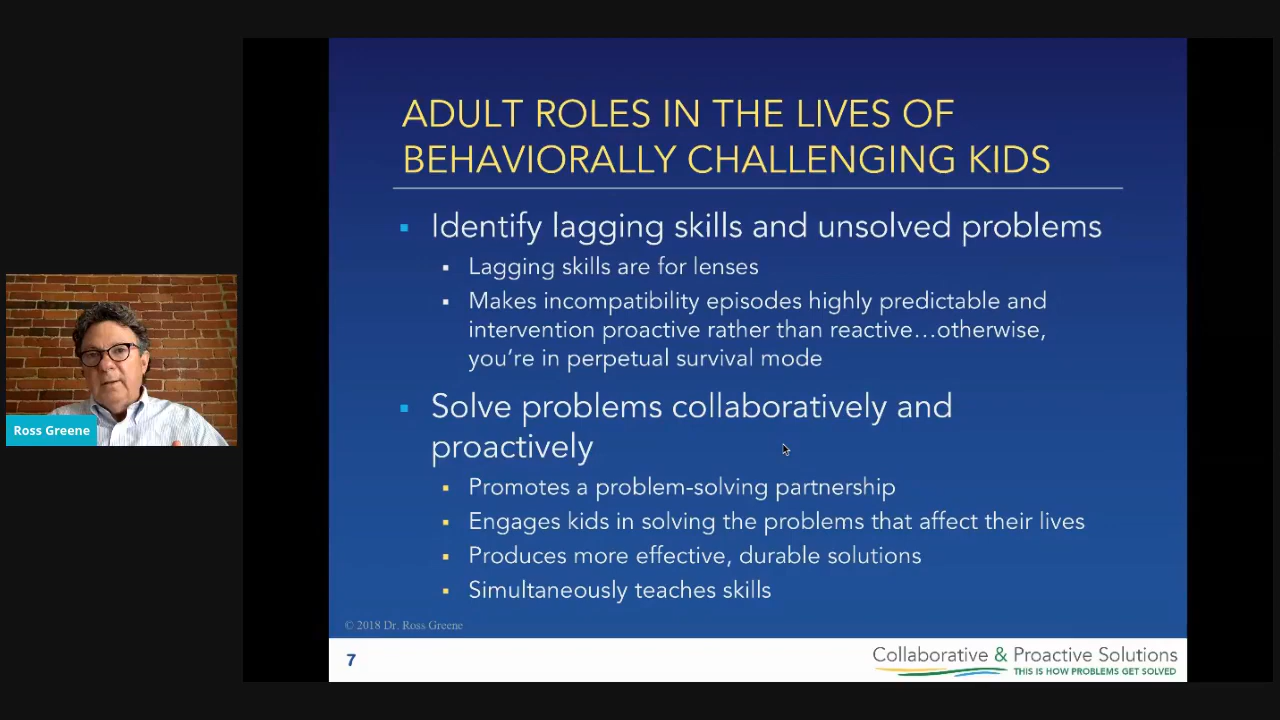 ADULT ROLES IN THE LIVES OF
BEHAVIORALLY CHALLENGING KIDS
Identify lagging skills and unsolved problems
Lagging skills are for lenses
Makes incompatibility episodes highly predictable and
intervention proactive rather than reactive…otherwise,
you're in perpetual survival mode
Solve problems collaboratively and
proactively
Promotes a problem-solving partnership
Engages kids in solving the problems that affect their lives
Produces more effective, durable solutions
Simultaneously teaches skills
© 2018 Dr. Ross Greene
7
Collaborative & Proactive Solutions
THIS IS HOW PROBLEMS GET SOLVED
Ross Greene